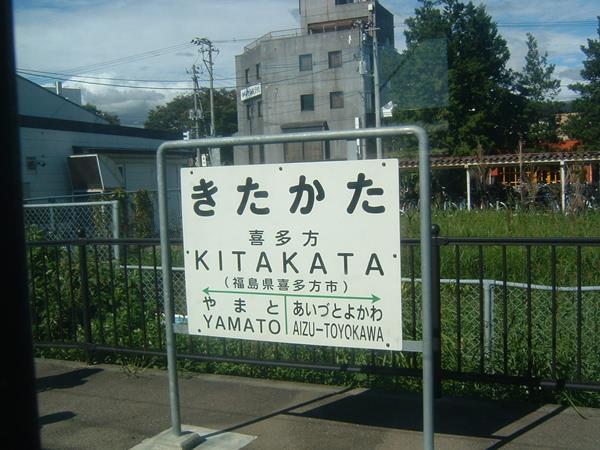 きたかた
喜多方
KITAKATA
(福島県喜多方市)
やまと あいづとよかわ
YAMATO AIZU-TOYOKAWA